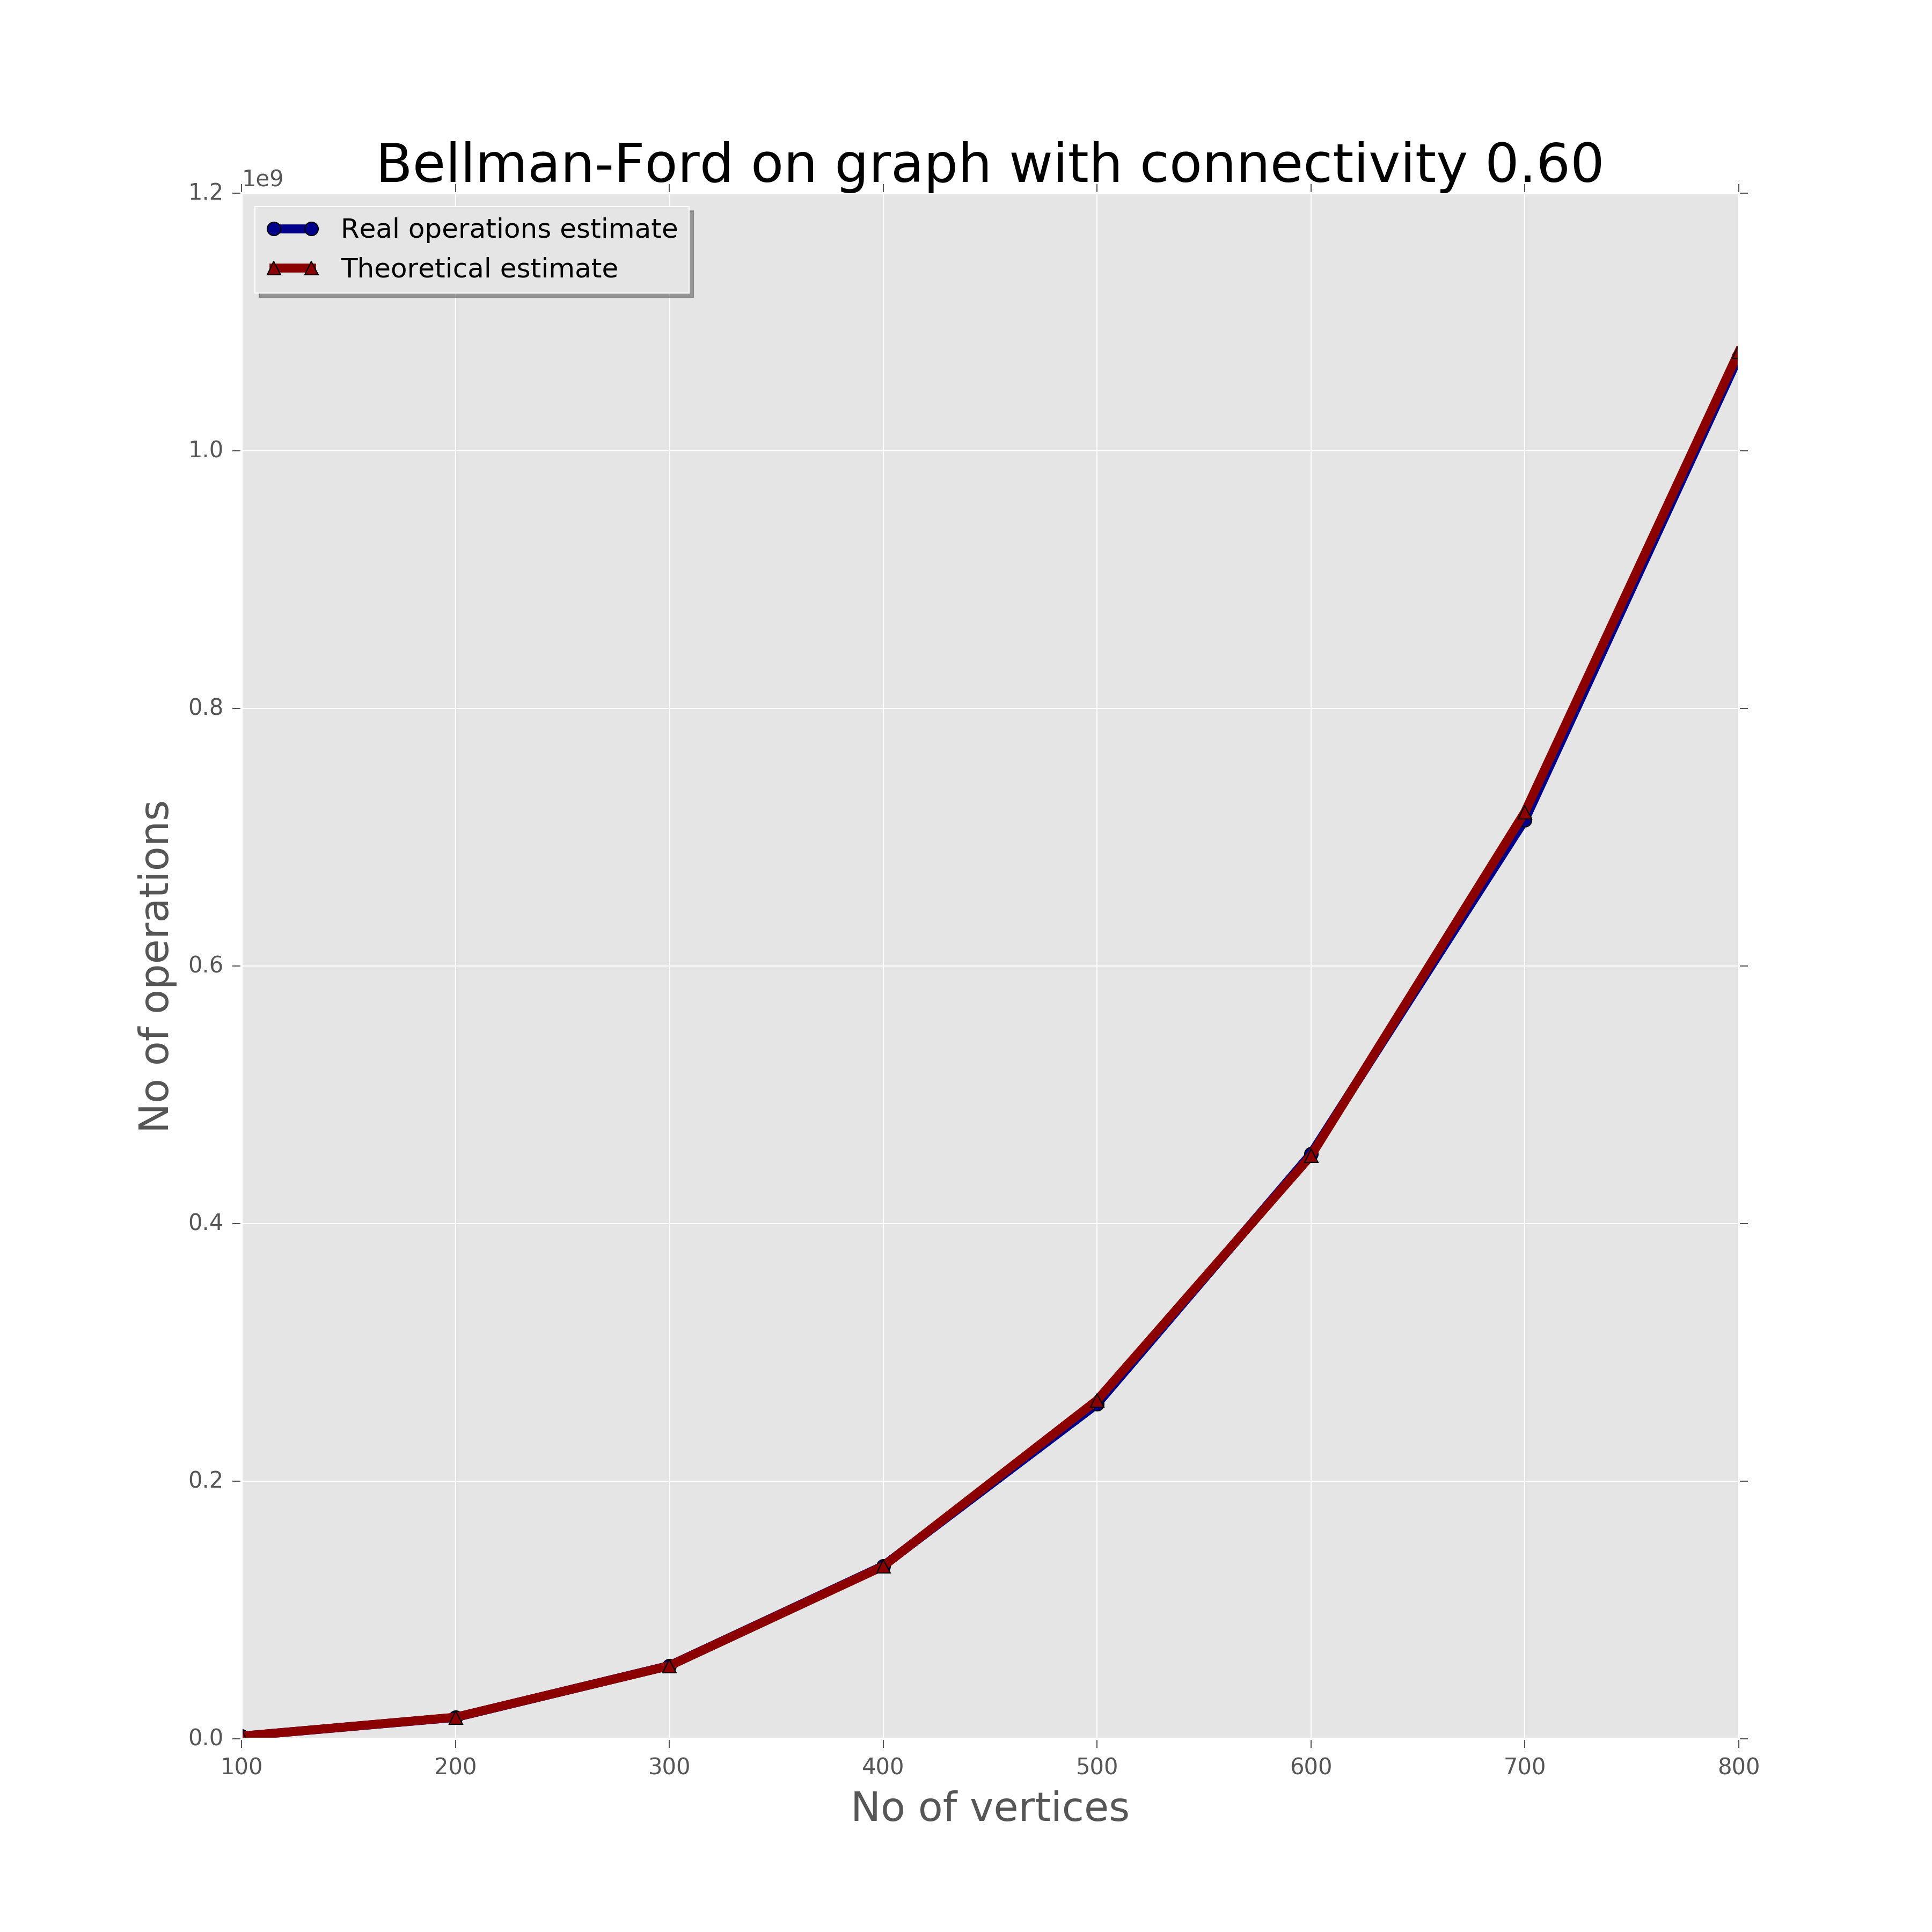 Bellman-Ford on graph with connectivity 0.60
1e9
Real operations estimate
Theoretical estimate
1.2
1.0
0.8
0.6
0.4
0.2
0.0
No of operations
100 200 300 400 500 600 700 800
No of vertices